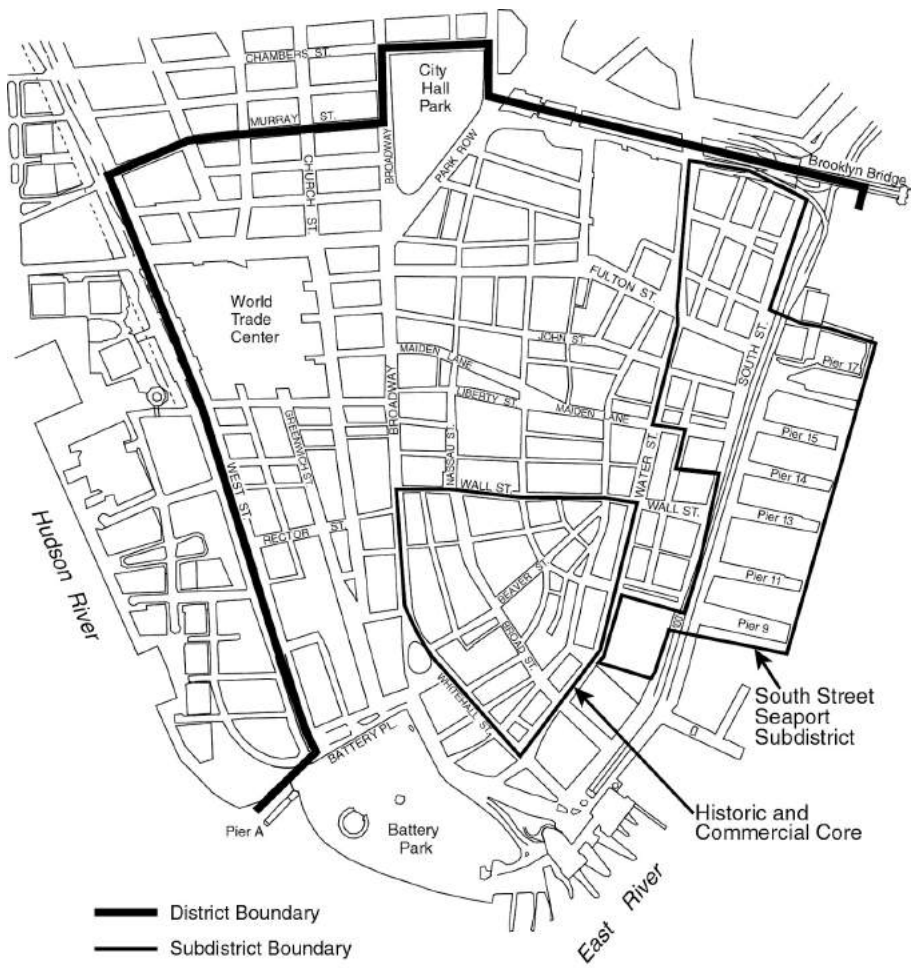 CHAMBERS ST.
City
Hall
Park
MURRAY ST.
BROADWAY
PARK ROW
CHURCH ST.
Brooklyn Bridge
FULTON ST.
World
Trade
Center
JOHN ST.
SOUTH ST.
MAIDEN LANE
Pier 17
BROADWAY
LIBERTY ST.
MAIDEN LANE
GREENWICH S
NASSAU ST.
WATER ST.
Pier 15
WEST ST.
WALL ST.
Pier 14
WALL ST.
Pier 13
RECTOR ST.
Hudson River
BEAVER ST.
Pier 11
BROAD ST.
Pier 9
WHITEHALL ST.
South Street
Seaport
Subdistrict
BATTERY PL.
Historic and
Commercial Core
Pier A
Battery
Park
East River
District Boundary
Subdistrict Boundary